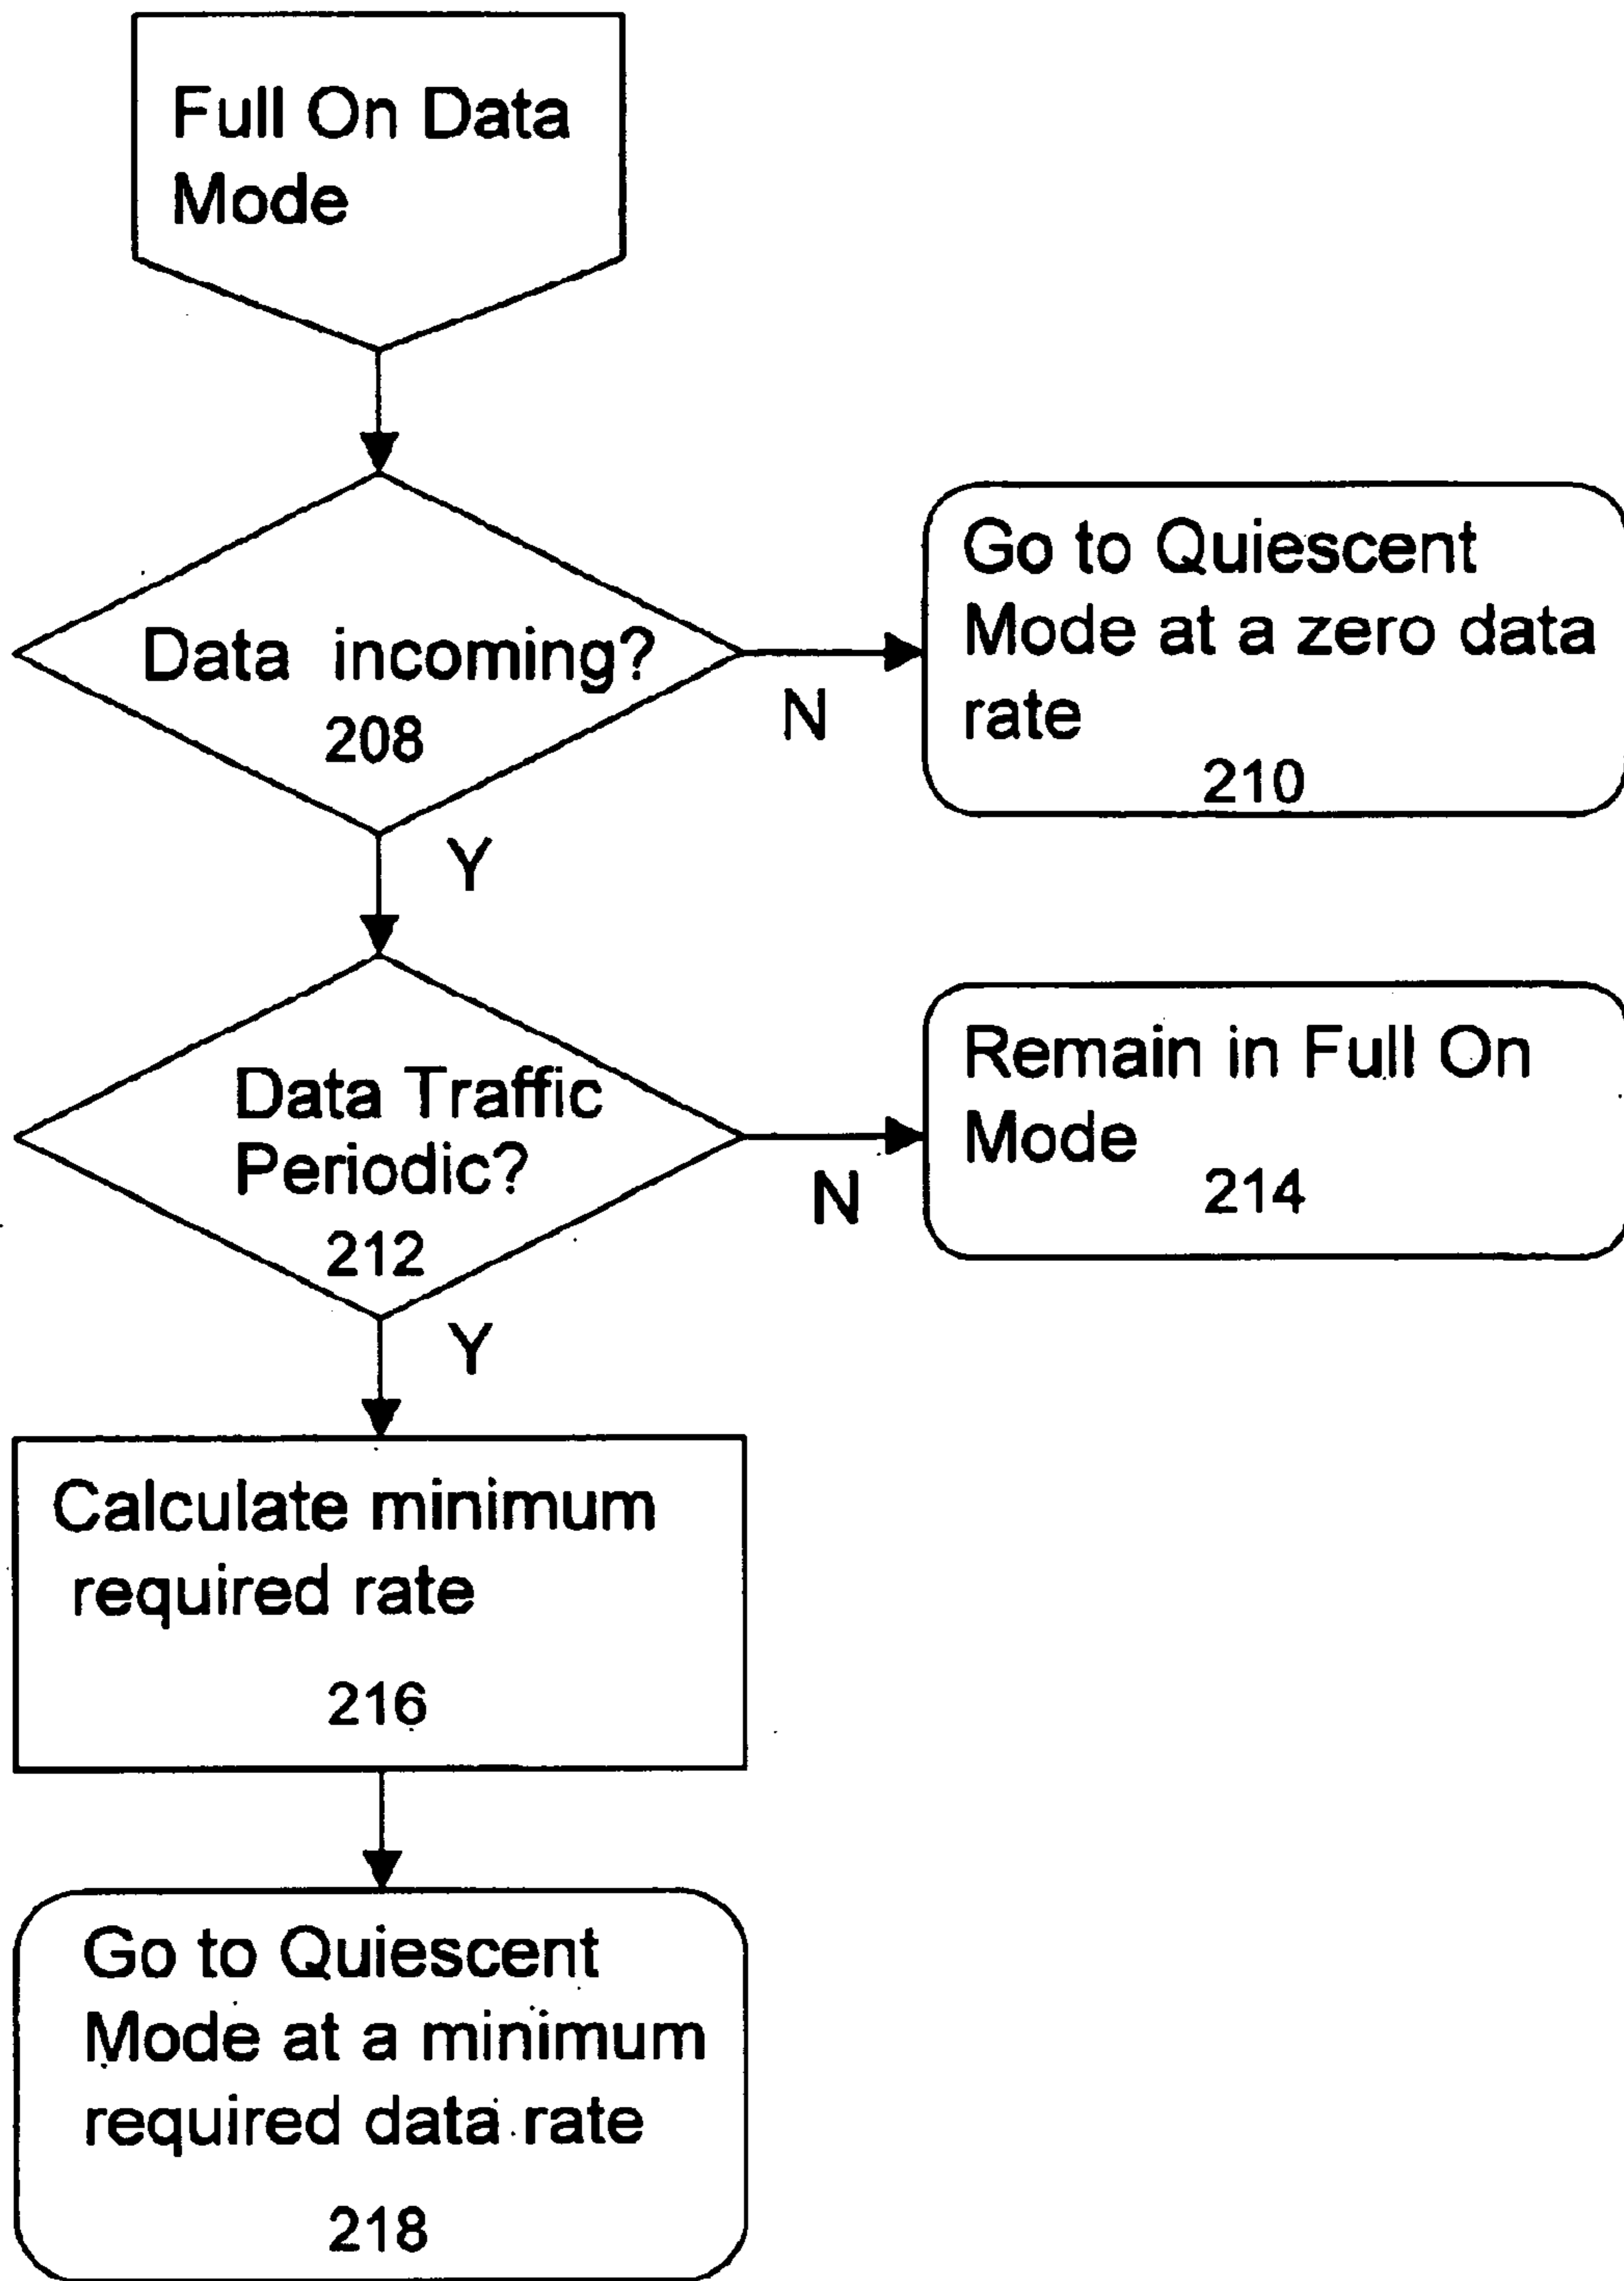 Full On Data
Mode
Data incoming?
208
N
Go to Quiescent
Mode at a zero data
rate
210
Y
Data Traffic
Periodic?
212
N
Remain in Full On
Mode
214
Y
Calculate minimum
required rate
216
Go to Quiescent
Mode at a minimum
required data rate
218